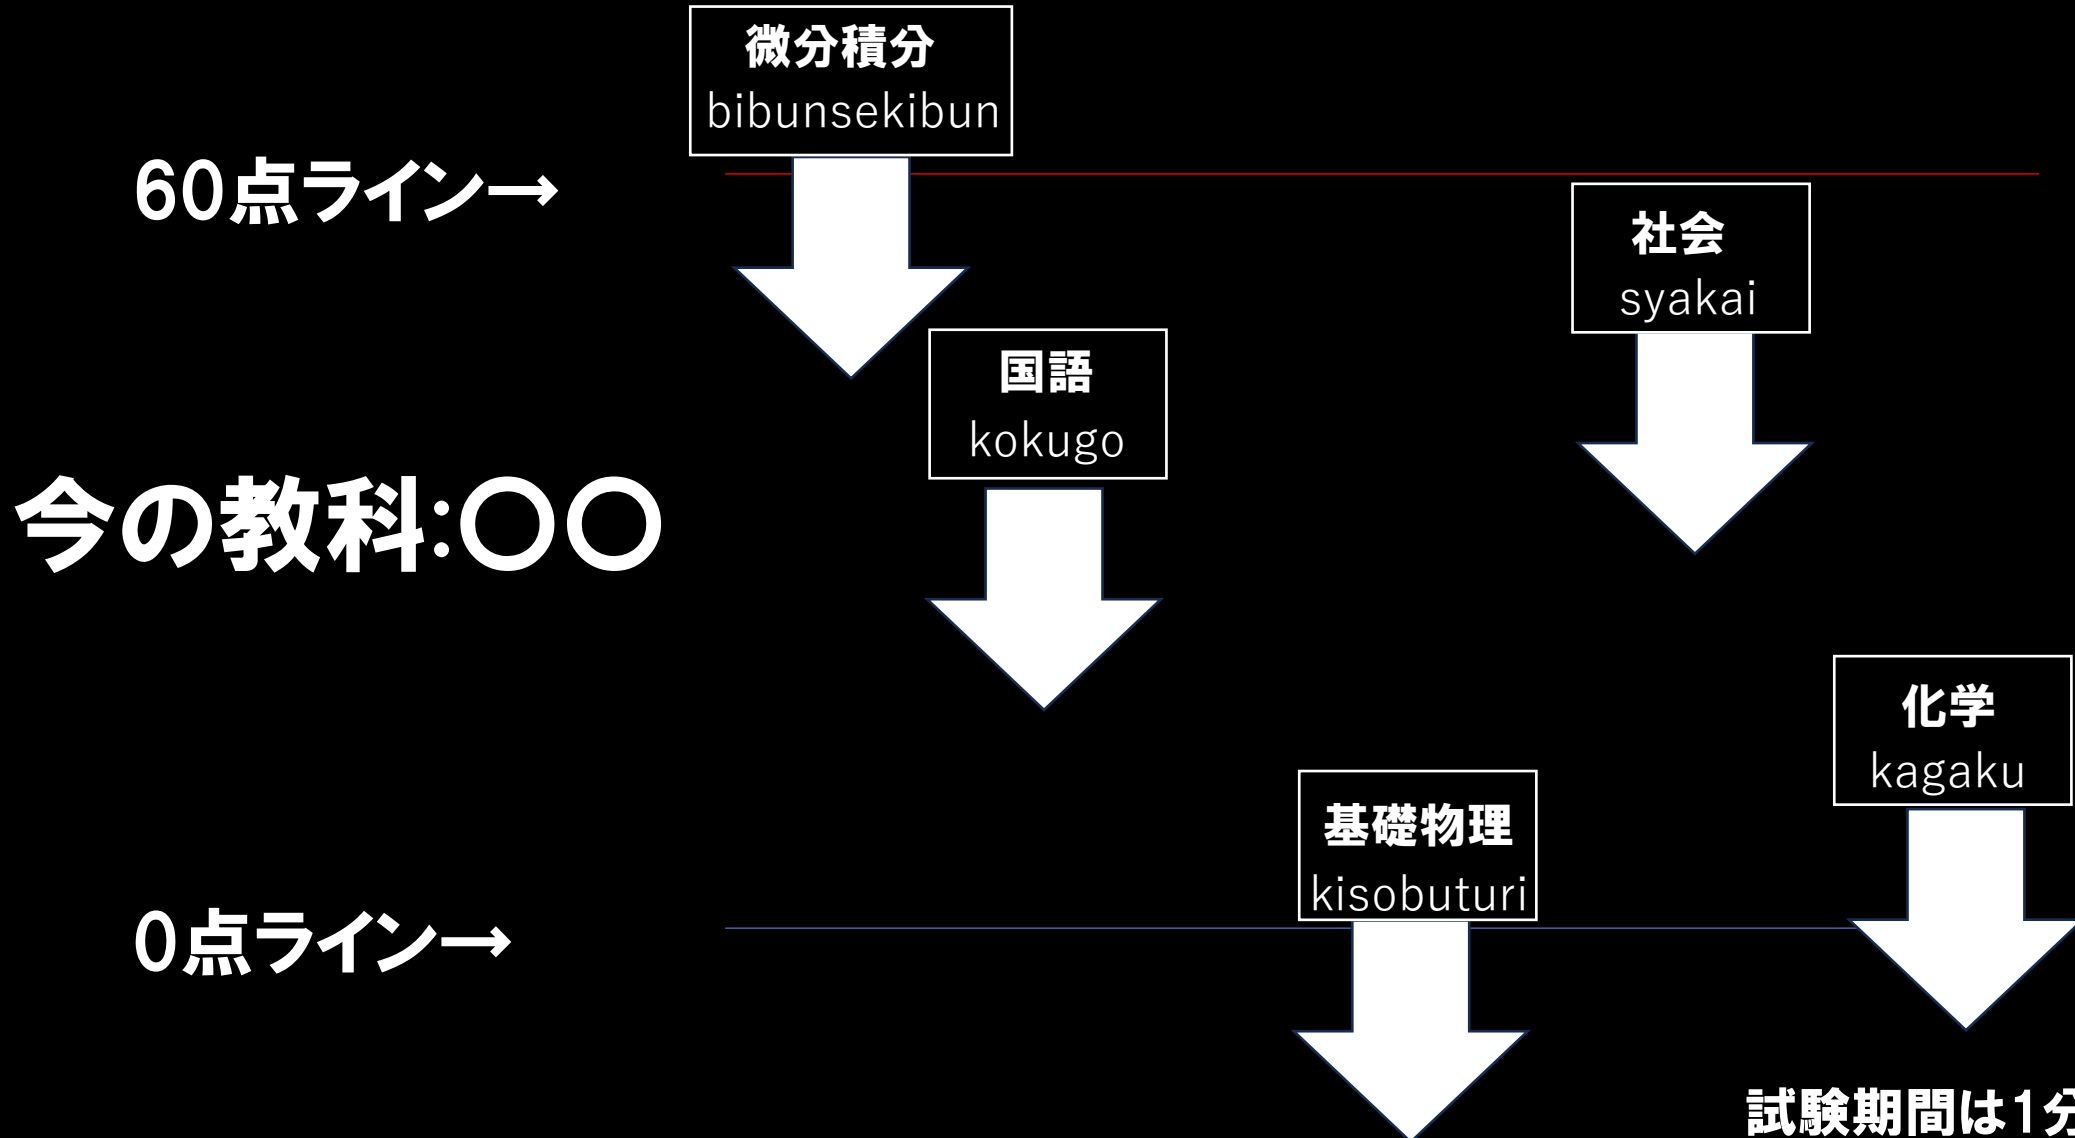 微分積分
bibunsekibun
60点ライン→
社会
syakai
国語
kokugo
今の教科:〇〇
化学
kagaku
基礎物理
kisobuturi
0点ライン→
試験期間は1分